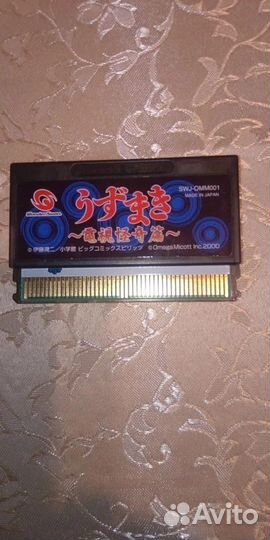 SWJ-OMM001
MADE IN JAPAN
WonderSwan
うずまき
～電視怪奇篇～
©伊藤潤二/小学館 ビッグコミックスピリッツ ©OmegaMicott Inc.2000
Avito